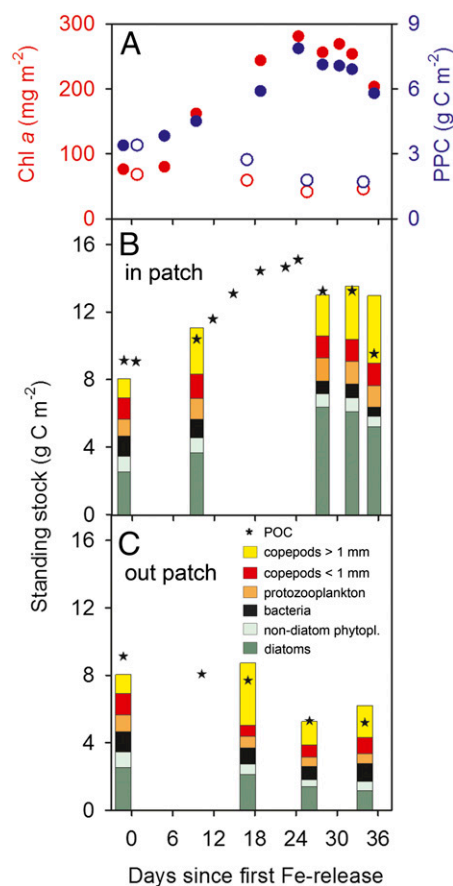 A
Chl a (mg m-2)
300
200
100
0
9
6
3
0
PPC (g C m-2)
B
in patch
16
12
8
4
0
Standing stock (g C m-2)
C
out patch
POC
copepods > 1 mm
copepods < 1 mm
protozooplankton
bacteria
non-diatom phytopl.
diatoms
16
12
8
4
0
0 6 12 18 24 30 36
Days since first Fe-release